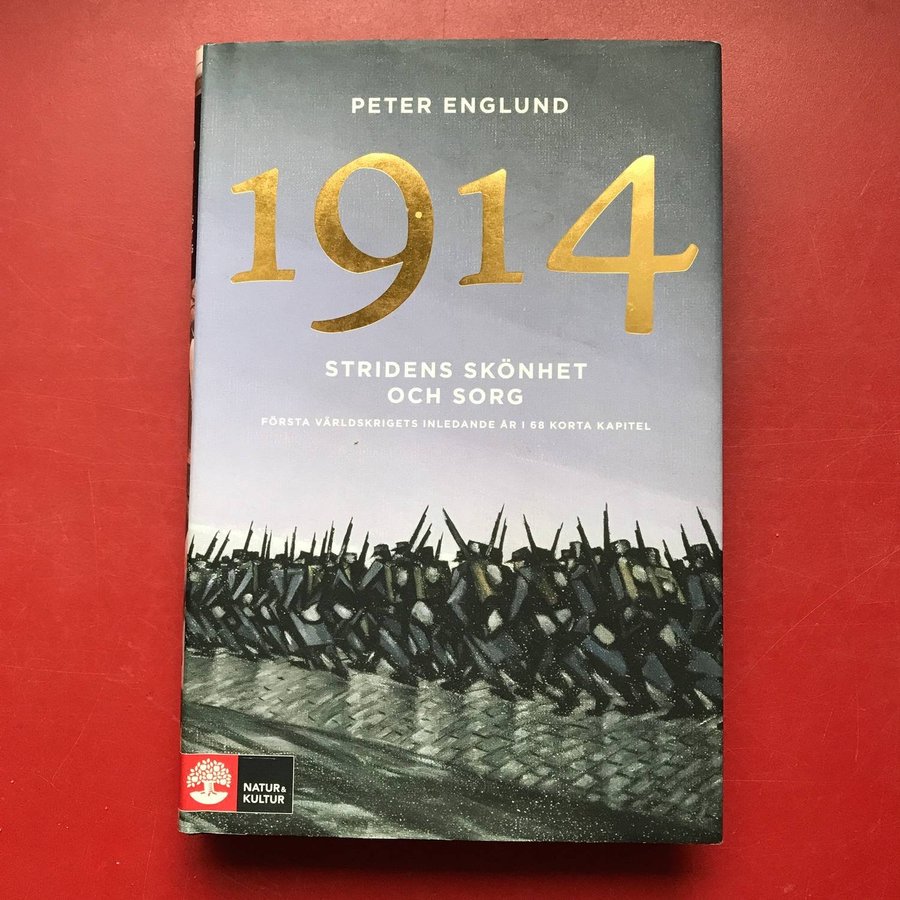 PETER ENGLUND
1914
STRIDENS SKÖNHET
OCH SORG
FÖRSTA VÄRLDSKRIGETS INLEDANDE ÅR I 68 KORTA KAPITEL
NATUR &
KULTUR